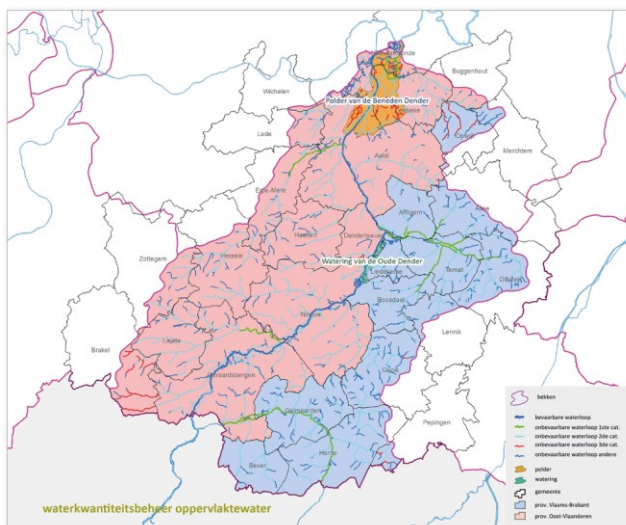 Buggenhout
Wichelen
Polder van de Beneden Dender
Lede
Opwijk
Merchtem
Aalst
Erpe-Mere
Affligem
Asse
Haaltert
Denderleeuw
Zottegem
Herzele
Watering van de Oude Dender
Liedekerke
Ternat
Dilbeek
Roosdaal
Ninove
Lennik
Brakel
Lierde
Gooik
Geraardsbergen
Pepingen
Galmaarden
Herne
Bever
bekken
bevaarbare waterloop
onbevaarbare waterloop 1ste cat.
onbevaarbare waterloop 2de cat.
onbevaarbare waterloop 3de cat.
onbevaarbare waterloop andere
polder
watering
gemeente
prov. Vlaams-Brabant
prov. Oost-Vlaanderen
waterkwantiteitsbeheer oppervlaktewater